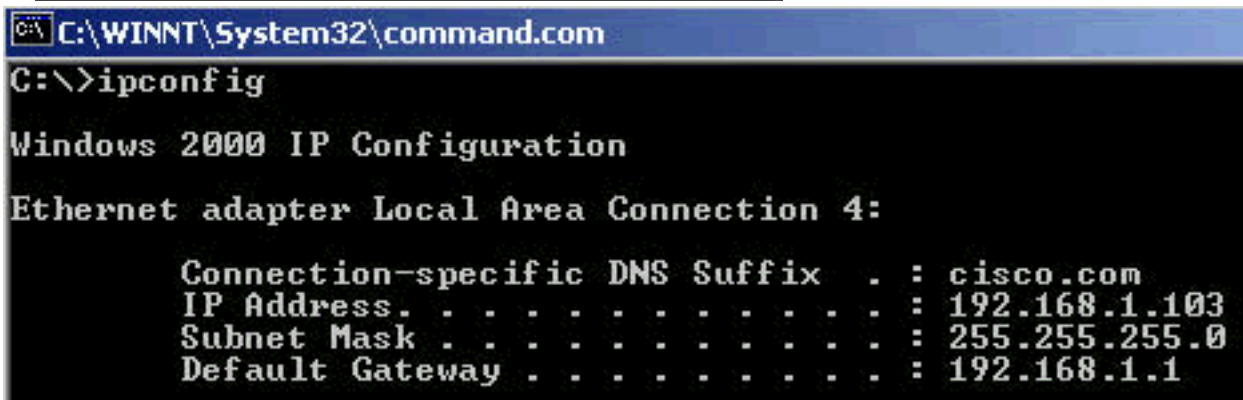 C:\WINNT\System32\command.com
C:\>ipconfig
Windows 2000 IP Configuration
Ethernet adapter Local Area Connection 4:
Connection-specific DNS Suffix . : cisco.com
IP Address. . . . . . . . . . . . : 192.168.1.103
Subnet Mask . . . . . . . . . . . : 255.255.255.0
Default Gateway . . . . . . . . . : 192.168.1.1